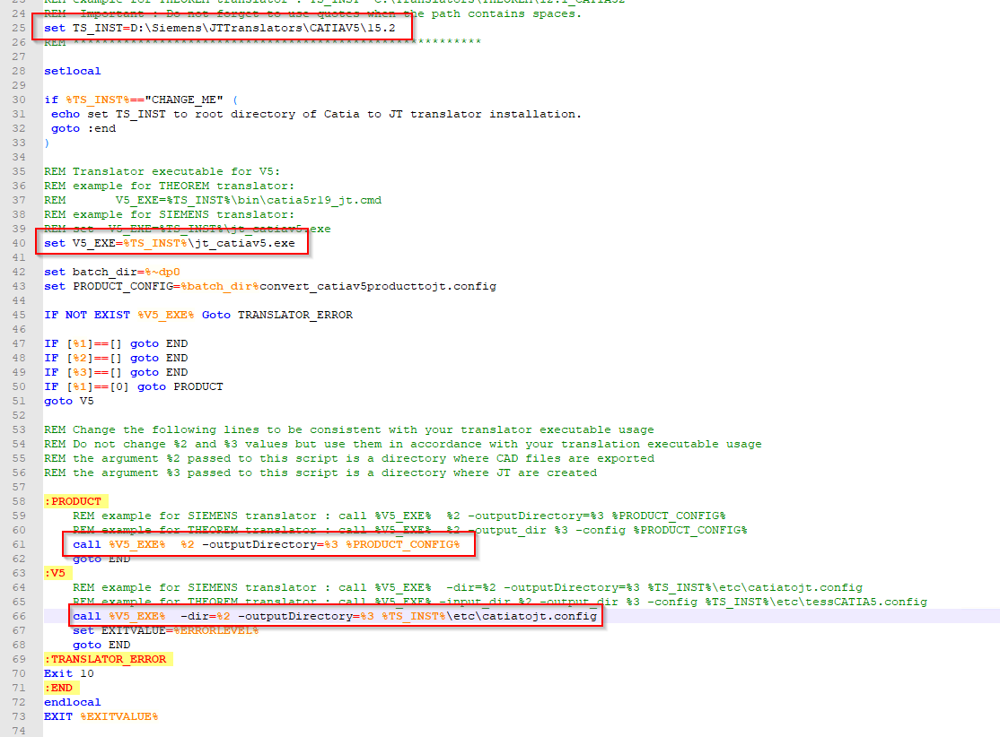 24 REM Important : Do not forget to use quotes when the path contains spaces.
25 set TS_INST=D:\Siemens\JTTranslators\CATIAV5\15.2
26 REM
27
28 setlocal
29
30 if %TS_INST%=="CHANGE_ME" (
31 echo set TS_INST to root directory of Catia to JT translator installation.
32 goto :end
33 )
34
35 REM Translator executable for V5:
36 REM example for THEOREM translator:
37 REM V5_EXE=%TS_INST%\bin\catia5r19_jt.cmd
38 REM example for SIEMENS translator:
39 REM set V5_EXE=%TS_INST%\jt_catiav5.exe
40 set V5_EXE=%TS_INST%\jt_catiav5.exe
41
42 set batch_dir=%~dp0
43 set PRODUCT_CONFIG=%batch_dir%convert_catiav5producttojt.config
44
45 IF NOT EXIST %V5_EXE% Goto TRANSLATOR_ERROR
46
47 IF [%1]==[] goto END
48 IF [%2]==[] goto END
49 IF [%3]==[] goto END
50 IF [%1]==[0] goto PRODUCT
51 goto V5
52
53 REM Change the following lines to be consistent with your translator executable usage
54 REM Do not change %2 and %3 values but use them in accordance with your translation executable usage
55 REM the argument %2 passed to this script is a directory where CAD files are exported
56 REM the argument %3 passed to this script is a directory where JT are created
57
58 :PRODUCT
59 REM example for SIEMENS translator : call %V5_EXE% %2 -outputDirectory=%3 %PRODUCT_CONFIG%
60 REM example for THEOREM translator : call %V5_EXE% %2 -output_dir %3 -config %PRODUCT_CONFIG%
61 call %V5_EXE% %2 -outputDirectory=%3 %PRODUCT_CONFIG%
62 goto END
63 :V5
64 REM example for SIEMENS translator : call %V5_EXE% -dir=%2 -outputDirectory=%3 %TS_INST%\etc\catiatojt.config
65 REM example for THEOREM translator : call %V5_EXE% -input_dir %2 -output_dir %3 -config %TS_INST%\etc\tessCATIA5.config
66 call %V5_EXE% -dir=%2 -outputDirectory=%3 %TS_INST%\etc\catiatojt.config
67 set EXITVALUE=%ERRORLEVEL%
68 goto END
69 :TRANSLATOR_ERROR
70 Exit 10
71 :END
72 endlocal
73 EXIT %EXITVALUE%
74